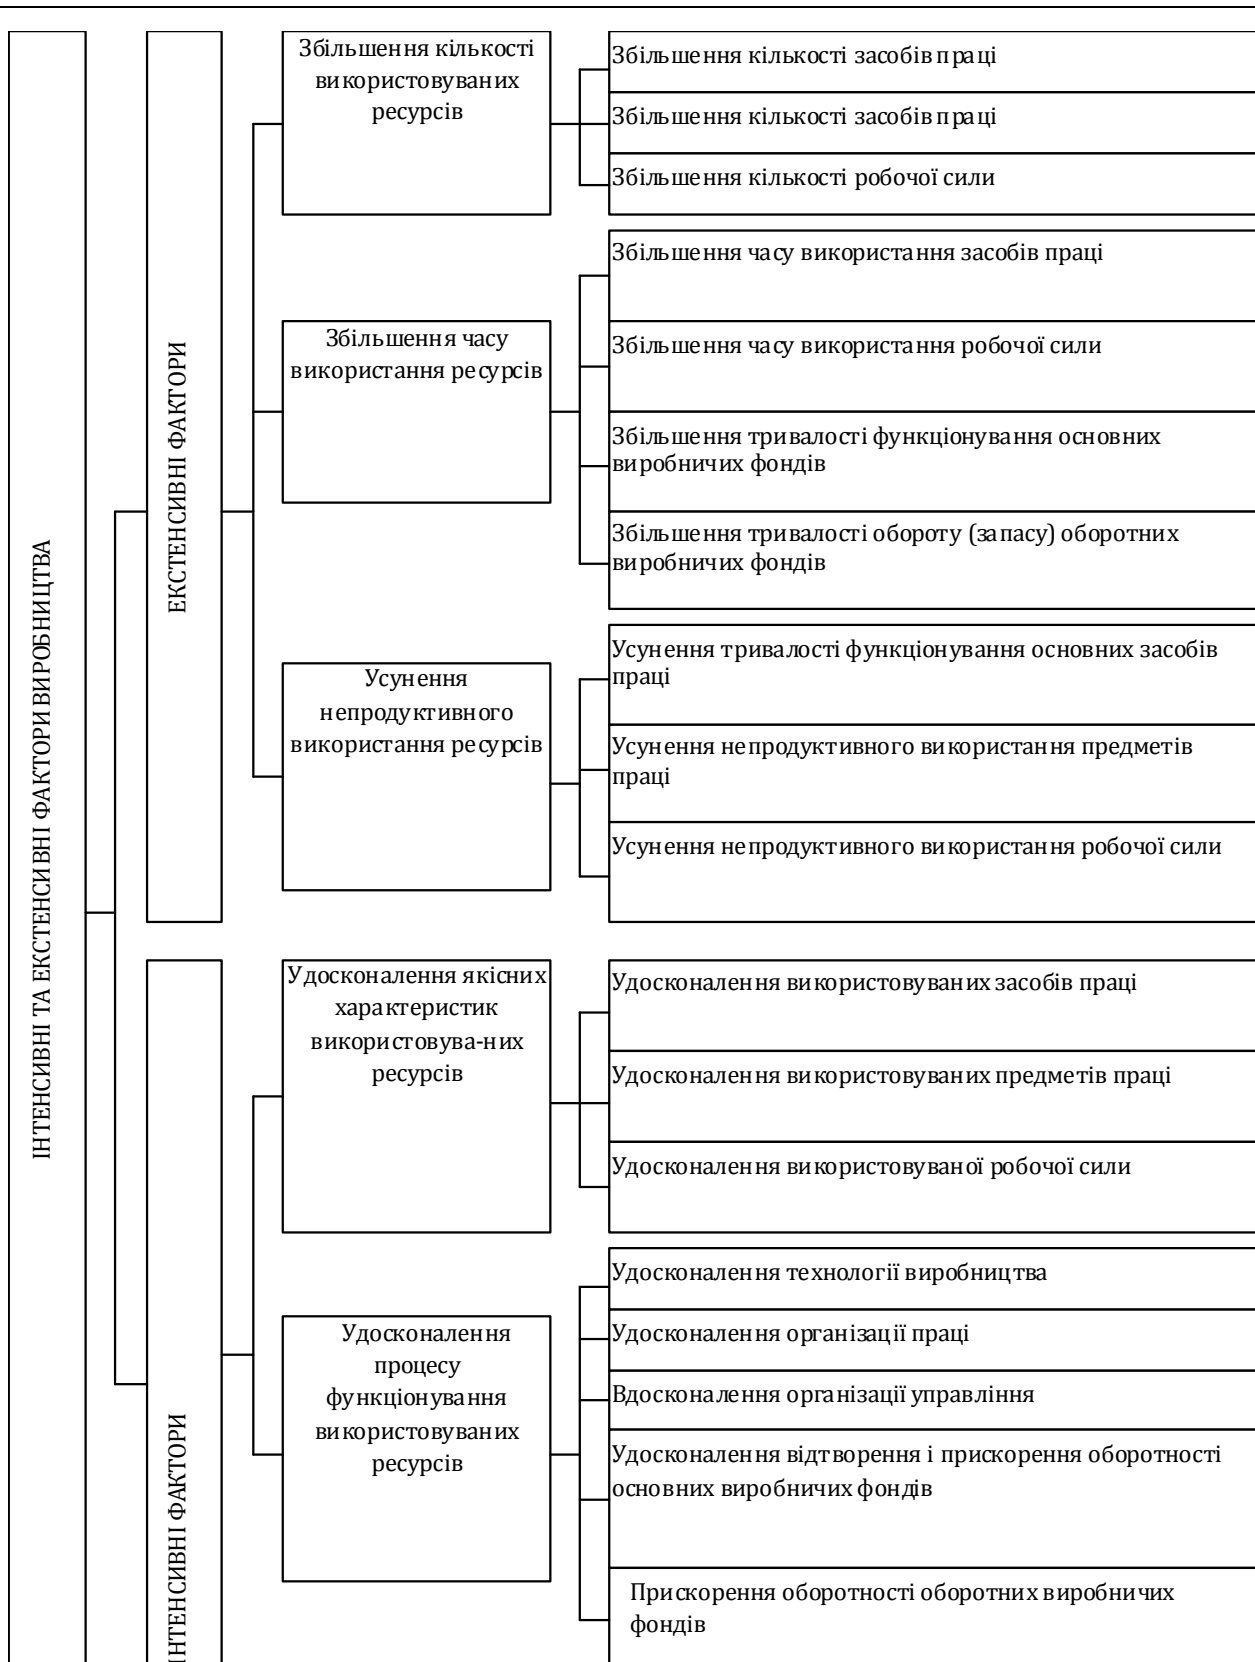 ІНТЕНСИВНІ ТА ЕКСТЕНСИВНІ ФАКТОРИ ВИРОБНИЦТВА
ЕКСТЕНСИВНІ ФАКТОРИ
Збільшення кількості
використовуваних
ресурсів
Збільшення кількості засобів праці
Збільшення кількості засобів праці
Збільшення кількості робочої сили
Збільшення часу
використання ресурсів
Збільшення часу використання засобів праці
Збільшення часу використання робочої сили
Збільшення тривалості функціонування основних
виробничих фондів
Збільшення тривалості обороту (запасу) оборотних
виробничих фондів
Усунення
непродуктивного
використання ресурсів
Усунення тривалості функціонування основних засобів
праці
Усунення непродуктивного використання предметів
праці
Усунення непродуктивного використання робочої сили
ІНТЕНСИВНІ ФАКТОРИ
Удосконалення якісних
характеристик
використовува-них
ресурсів
Удосконалення використовуваних засобів праці
Удосконалення використовуваних предметів праці
Удосконалення використовуваної робочої сили
Удосконалення
процесу
функціонування
використовуваних
ресурсів
Удосконалення технології виробництва
Удосконалення організації праці
Вдосконалення організації управління
Удосконалення відтворення і прискорення оборотності
основних виробничих фондів
Прискорення оборотності оборотних виробничих
фондів